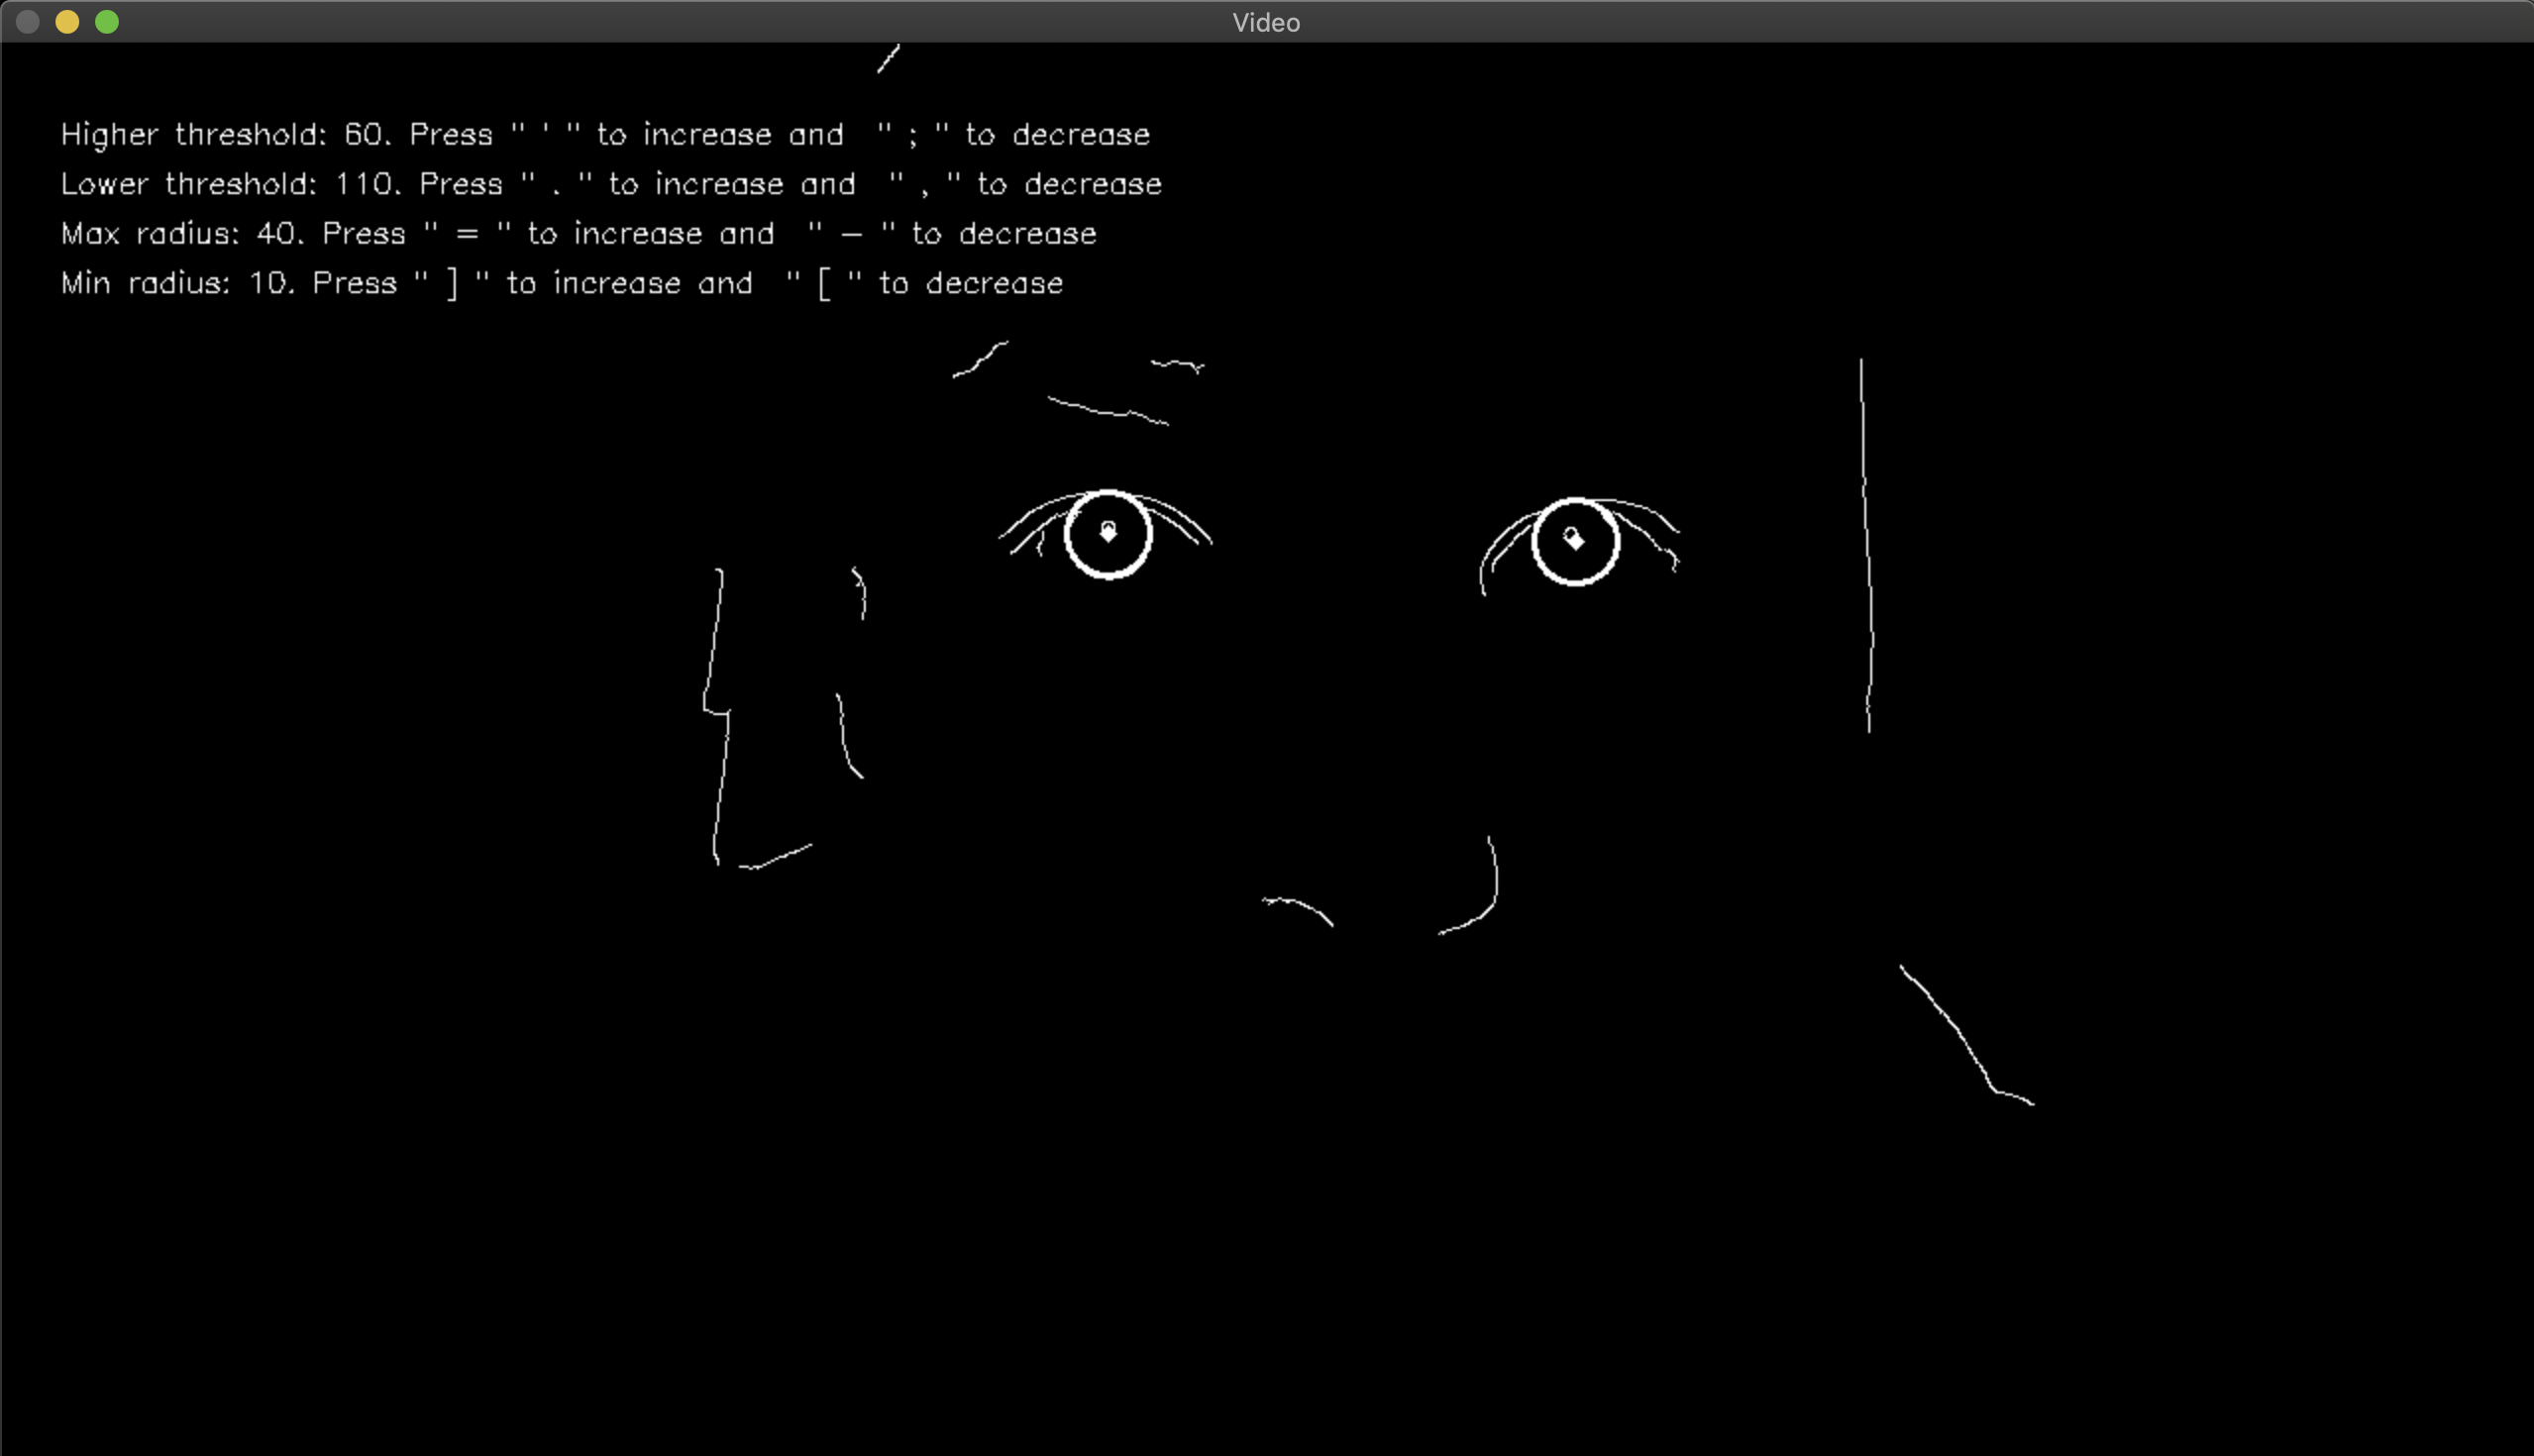 Video
Higher threshold: 60. Press " ' " to increase and " ; " to decrease
Lower threshold: 110. Press " . " to increase and " , " to decrease
Max radius: 40. Press " = " to increase and " - " to decrease
Min radius: 10. Press " ] " to increase and " [ " to decrease